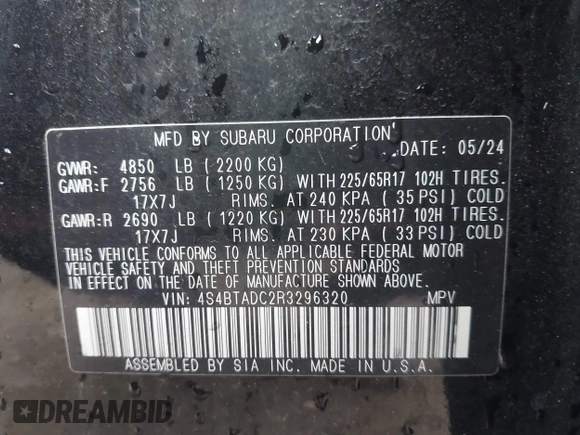 MFD BY SUBARU CORPORATION
DATE: 05/24
GVWR: 4850 LB (2200 KG)
GAWR:F 2756 LB (1250 KG) WITH 225/65R17 102H TIRES.
17X7J RIMS. AT 240 KPA (35 PSI) COLD
GAWR:R 2690 LB (1220 KG) WITH 225/65R17 102H TIRES.
17X7J RIMS. AT 230 KPA (33 PSI) COLD
THIS VEHICLE CONFORMS TO ALL APPLICABLE FEDERAL MOTOR
VEHICLE SAFETY AND THEFT PREVENTION STANDARDS
IN EFFECT ON THE DATE OF MANUFACTURE SHOWN ABOVE.
VIN: 4S4BTADC2R3296320 MPV
ASSEMBLED BY SIA INC. MADE IN U.S.A.
DREAMBID